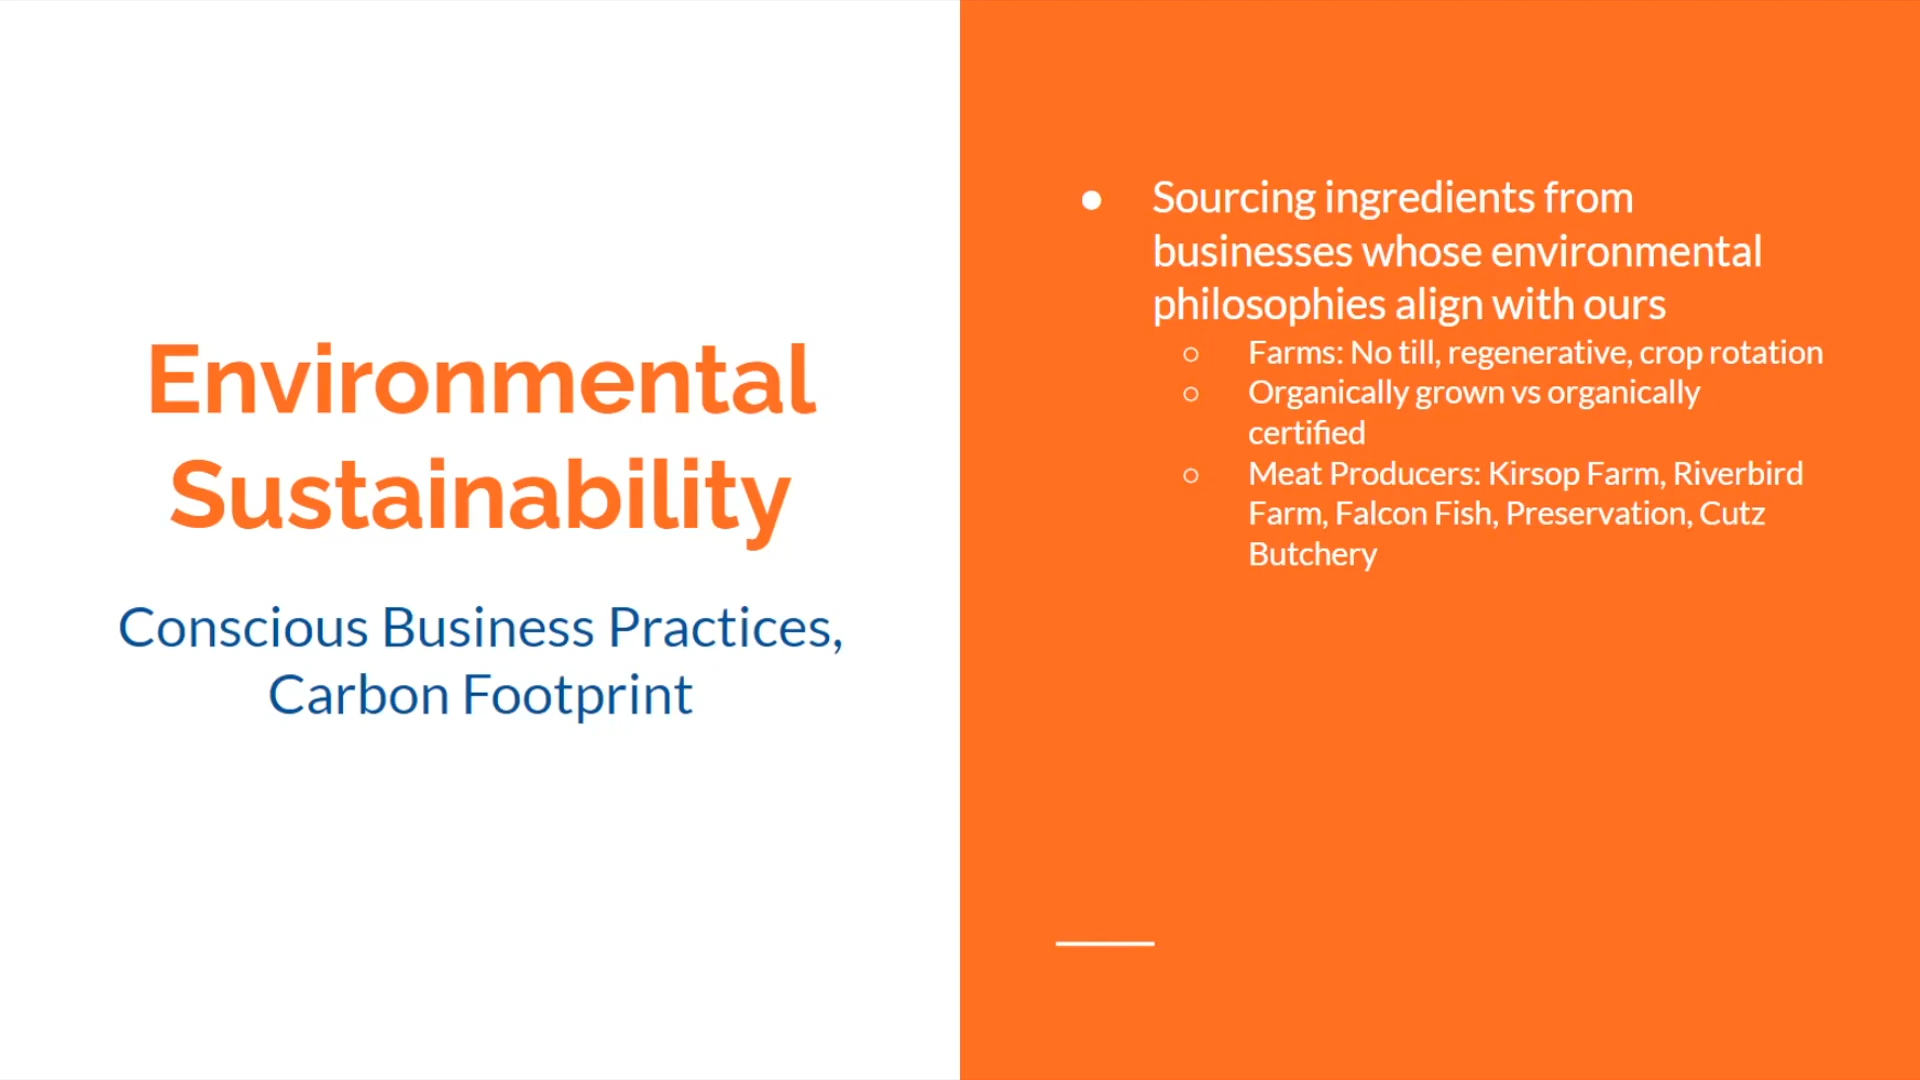 Environmental
Sustainability
Conscious Business Practices,
Carbon Footprint
● Sourcing ingredients from
businesses whose environmental
philosophies align with ours
○ Farms: No till, regenerative, crop rotation
○ Organically grown vs organically
certified
○ Meat Producers: Kirsop Farm, Riverbird
Farm, Falcon Fish, Preservation, Cutz
Butchery